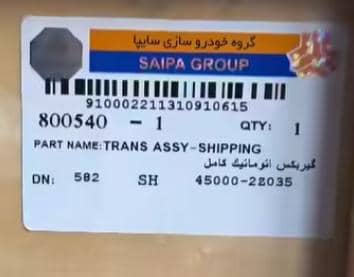 گروه خودرو سازی سایپا
SAIPA GROUP
910002211310910615
800540 - 1 QTY: 1
PART NAME: TRANS ASSY-SHIPPING
گیربکس اتوماتیک کامل
DN: 582 SH 45000-28035